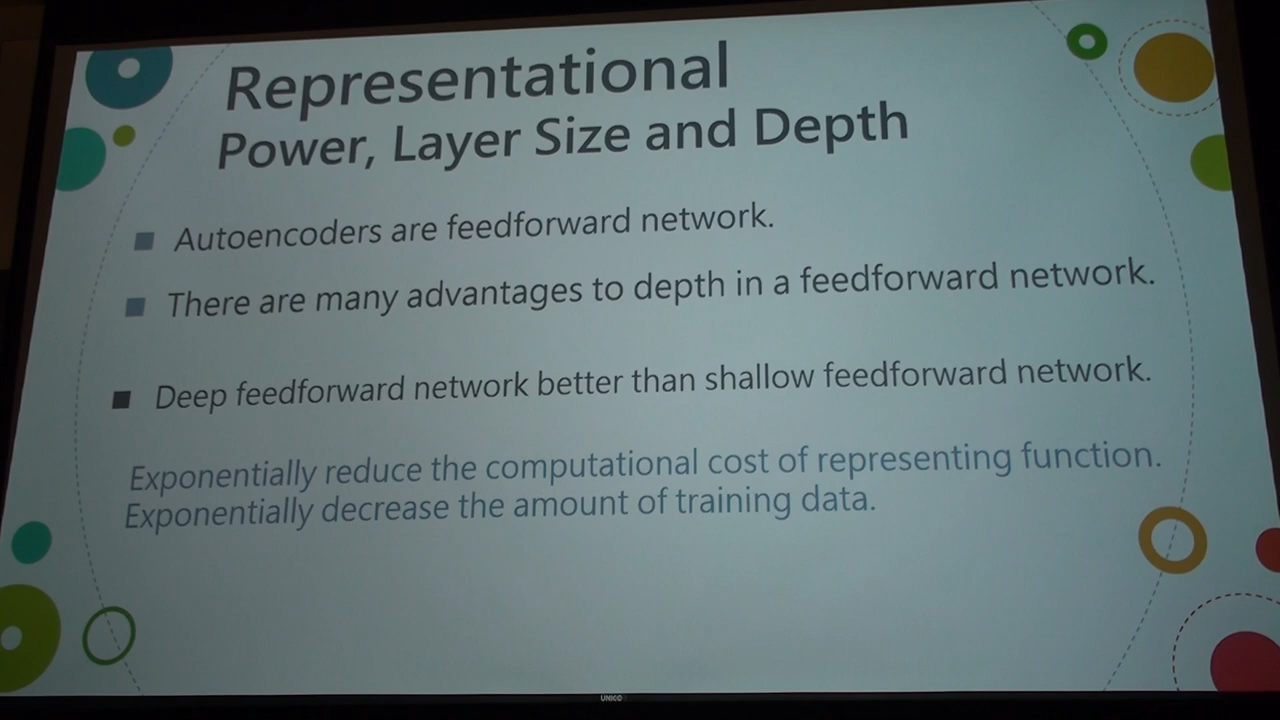 Representational
Power, Layer Size and Depth
Autoencoders are feedforward network.
There are many advantages to depth in a feedforward network.
Deep feedforward network better than shallow feedforward network.
Exponentially reduce the computational cost of representing function.
Exponentially decrease the amount of training data.
UNICO